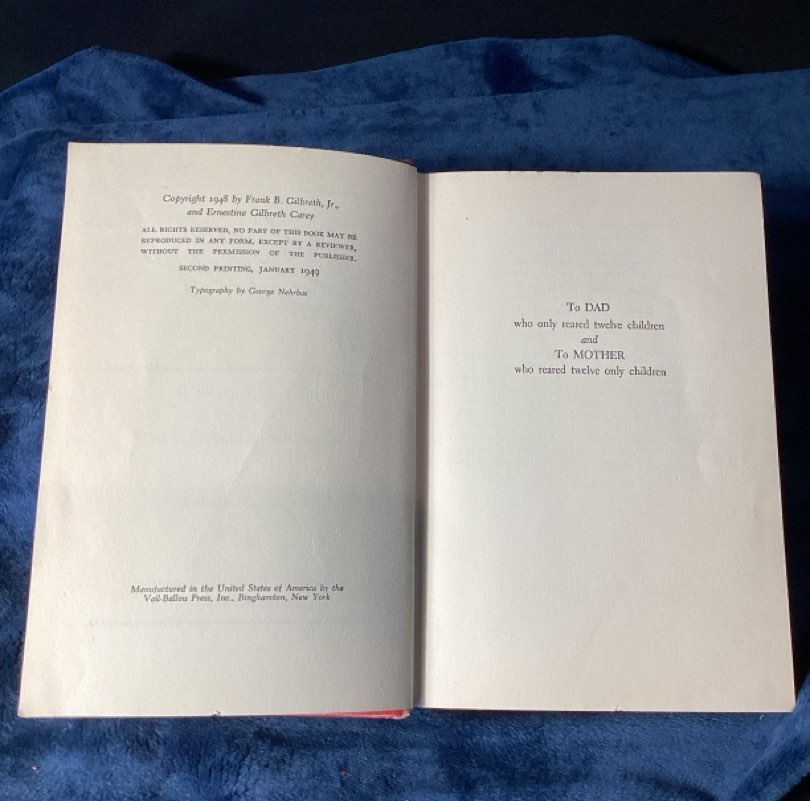 Copyright 1948 by Frank B. Gilbreth, Jr.,
and Ernestine Gilbreth Carey
ALL RIGHTS RESERVED, NO PART OF THIS BOOK MAY BE
REPRODUCED IN ANY FORM, EXCEPT BY A REVIEWER,
WITHOUT THE PERMISSION OF THE PUBLISHER.
SECOND PRINTING, JANUARY 1949
Typography by George Nehrbas
Manufactured in the United States of America by the
Vail-Ballou Press, Inc., Binghamton, New York
To DAD
who only reared twelve children
and
To MOTHER
who reared twelve only children